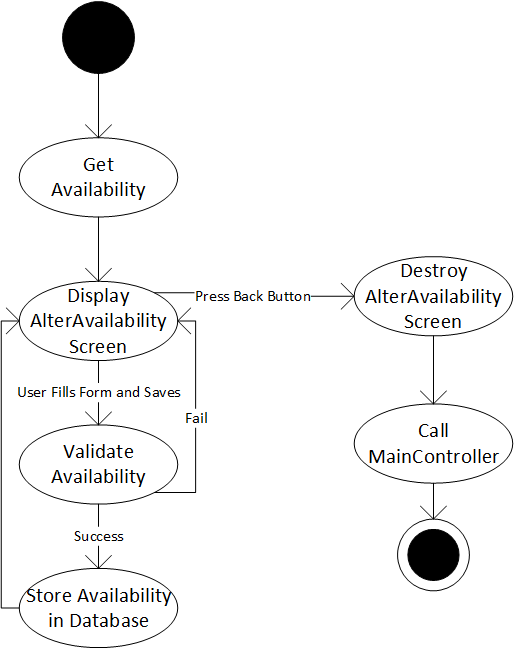 Get
Availability
Display
AlterAvailability
Screen
Press Back Button
Destroy
AlterAvailability
Screen
User Fills Form and Saves
Fail
Validate
Availability
Call
MainController
Success
Store Availability
in Database